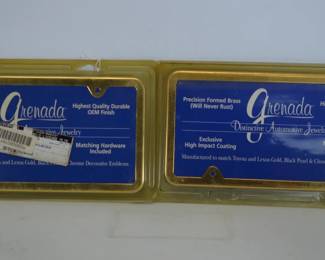 Grenada
Highest Quality Durable
OEM Finish
Jewelry
Matching Hardware
Included
and Lexus Gold, Black
Chrome Decorative Emblems
Grenada
Precision Formed Brass
(Will Never Rust)
Distinctive Automotive Jewelry
Exclusive
High Impact Coating
Manufactured to match Toyota and Lexus Gold, Black Pearl &